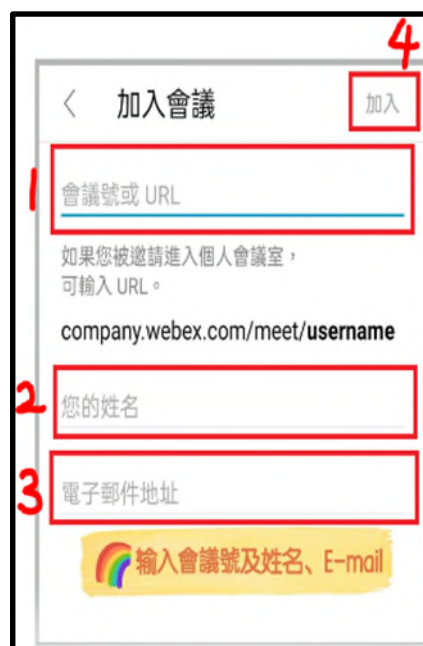 4
〈 加入會議 加入
1
會議號或 URL
如果您被邀請進入個人會議室，
可輸入 URL。
company.webex.com/meet/username
2
您的姓名
3
電子郵件地址
输入會議號及姓名、E-mail